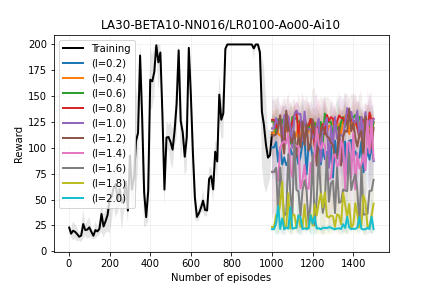 LA30-BETA10-NN016/LR0100-Ao00-Ai10
200
175
150
125
100
75
50
25
0
Reward
Training
(l=0.2)
(l=0.4)
(l=0.6)
(l=0.8)
(l=1.0)
(l=1.2)
(l=1.4)
(l=1.6)
(l=1.8)
(l=2.0)
0 200 400 600 800 1000 1200 1400
Number of episodes